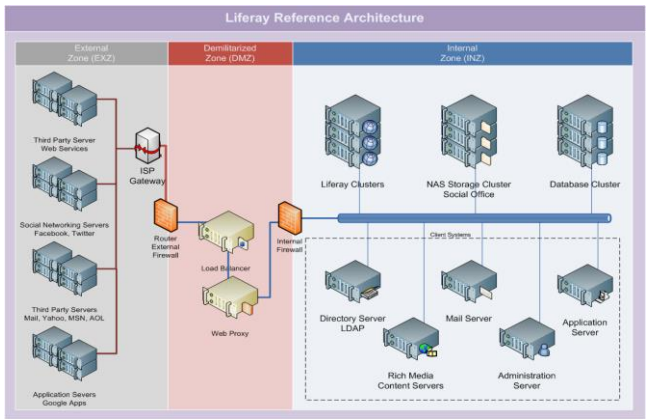 Liferay Reference Architecture
External
Zone (EXZ)
Demilitarized
Zone (DMZ)
Internal
Zone (INZ)
Third Party Server
Web Services
Social Networking Servers
Facebook, Twitter
Third Party Servers
Mail, Yahoo, MSN, AOL
Application Severs
Google Apps
ISP
Gateway
Router
External
Firewall
Load Balancer
Web Proxy
Internal
Firewall
Liferay Clusters
NAS Storage Cluster
Social Office
Database Cluster
Client Systems
Directory Server
LDAP
Mail Server
Application
Server
Rich Media
Content Servers
Administration
Server